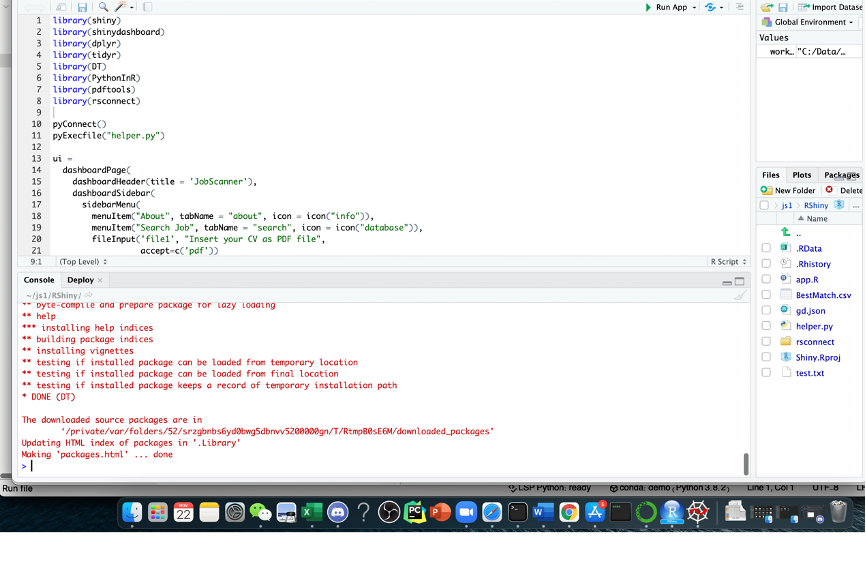 Run App
Import Datase
1 library(shiny)
2 library(shinydashboard)
3 library(dplyr)
4 library(tidyr)
5 library(DT)
6 library(PythonInR)
7 library(pdftools)
8 library(rsconnect)
9
10 pyConnect()
11 pyExecfile("helper.py")
12
13 ui =
14 dashboardPage(
15 dashboardHeader(title = 'JobScanner'),
16 dashboardSidebar(
17 sidebarMenu(
18 menuItem("About", tabName = "about", icon = icon("info")),
19 menuItem("Search Job", tabName = "search", icon = icon("database")),
20 fileInput('file1', "Insert your CV as PDF file",
21 accept=c('pdf'))
9:1 (Top Level) R Script
Console Deploy
~/js1/RShiny/
** byte-compile and prepare package for lazy loading
** help
*** installing help indices
** building package indices
** installing vignettes
** testing if installed package can be loaded from temporary location
** testing if installed package can be loaded from final location
** testing if installed package keeps a record of temporary installation path
* DONE (DT)
The downloaded source packages are in
'/private/var/folders/52/srzgbnbs6yd0bwg5dbnvv5200000gn/T/RtmpB0sE6M/downloaded_packages'
Updating HTML index of packages in '.Library'
Making 'packages.html' ... done
>
Global Environment
Values
work… "C:/Data/…
Files Plots Packages
New Folder Delete
js1 RShiny ...
Name
..
.RData
.Rhistory
app.R
BestMatch.csv
gd.json
helper.py
rsconnect
Shiny.Rproj
test.txt
Run file
LSP Python: ready conda: demo (Python 3.8.2) Line 1, Col 1 UTF-8
NOV
22